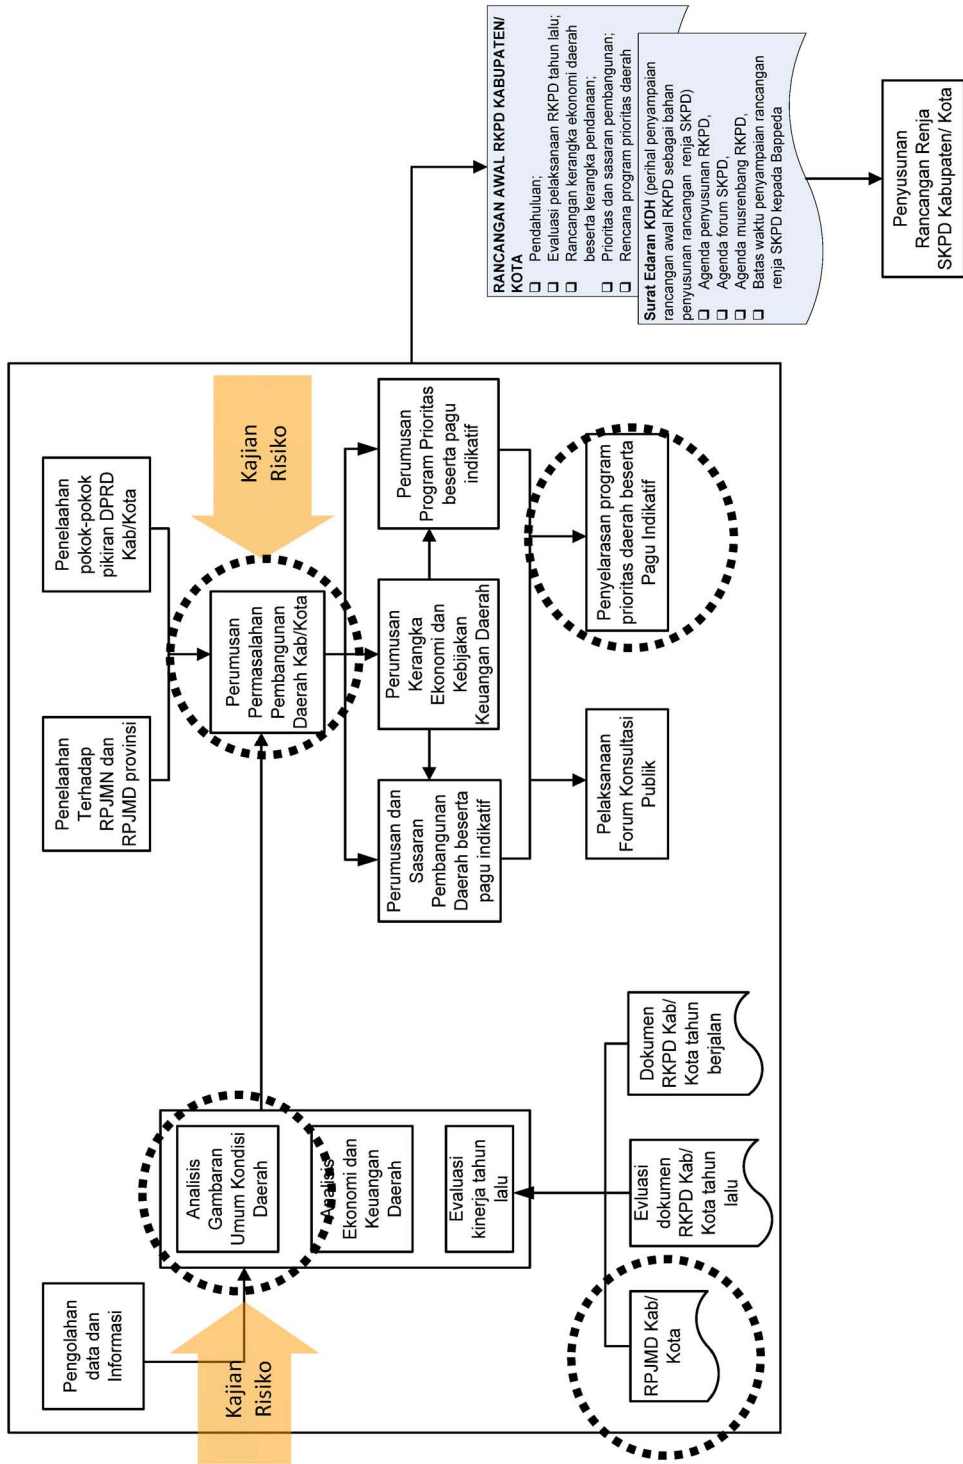 Pengolahan
data dan
Informasi
Kajian
Risiko
Analisis
Gambaran
Umum Kondisi
Daerah
Analisis
Ekonomi dan
Keuangan
Daerah
Evaluasi
kinerja tahun
lalu
RPJMD Kab/
Kota
Evluasi
dokumen
RKPD Kab/
Kota tahun
lalu
Dokumen
RKPD Kab/
Kota tahun
berjalan
Penelaahan
Terhadap
RPJMN dan
RPJMD provinsi
Penelaahan
pokok-pokok
pikiran DPRD
Kab/Kota
Perumusan
Permasalahan
Pembangunan
Daerah Kab/Kota
Kajian
Risiko
Perumusan dan
Sasaran
Pembangunan
Daerah beserta
pagu indikatif
Perumusan
Kerangka
Ekonomi dan
Kebijakan
Keuangan Daerah
Perumusan
Program Prioritas
beserta pagu
indikatif
Pelaksanaan
Forum Konsultasi
Publik
Penyelarasan program
prioritas daerah beserta
Pagu Indikatif
RANCANGAN AWAL RKPD KABUPATEN/
KOTA
❑ Pendahuluan;
❑ Evaluasi pelaksanaan RKPD tahun lalu;
❑ Rancangan kerangka ekonomi daerah
beserta kerangka pendanaan;
❑ Prioritas dan sasaran pembangunan;
❑ Rencana program prioritas daerah
Surat Edaran KDH (perihal penyampaian
rancangan awal RKPD sebagai bahan
penyusunan rancangan renja SKPD)
❑ Agenda penyusunan RKPD,
❑ Agenda forum SKPD,
❑ Agenda musrenbang RKPD,
❑ Batas waktu penyampaian rancangan
renja SKPD kepada Bappeda
Penyusunan
Rancangan Renja
SKPD Kabupaten/ Kota